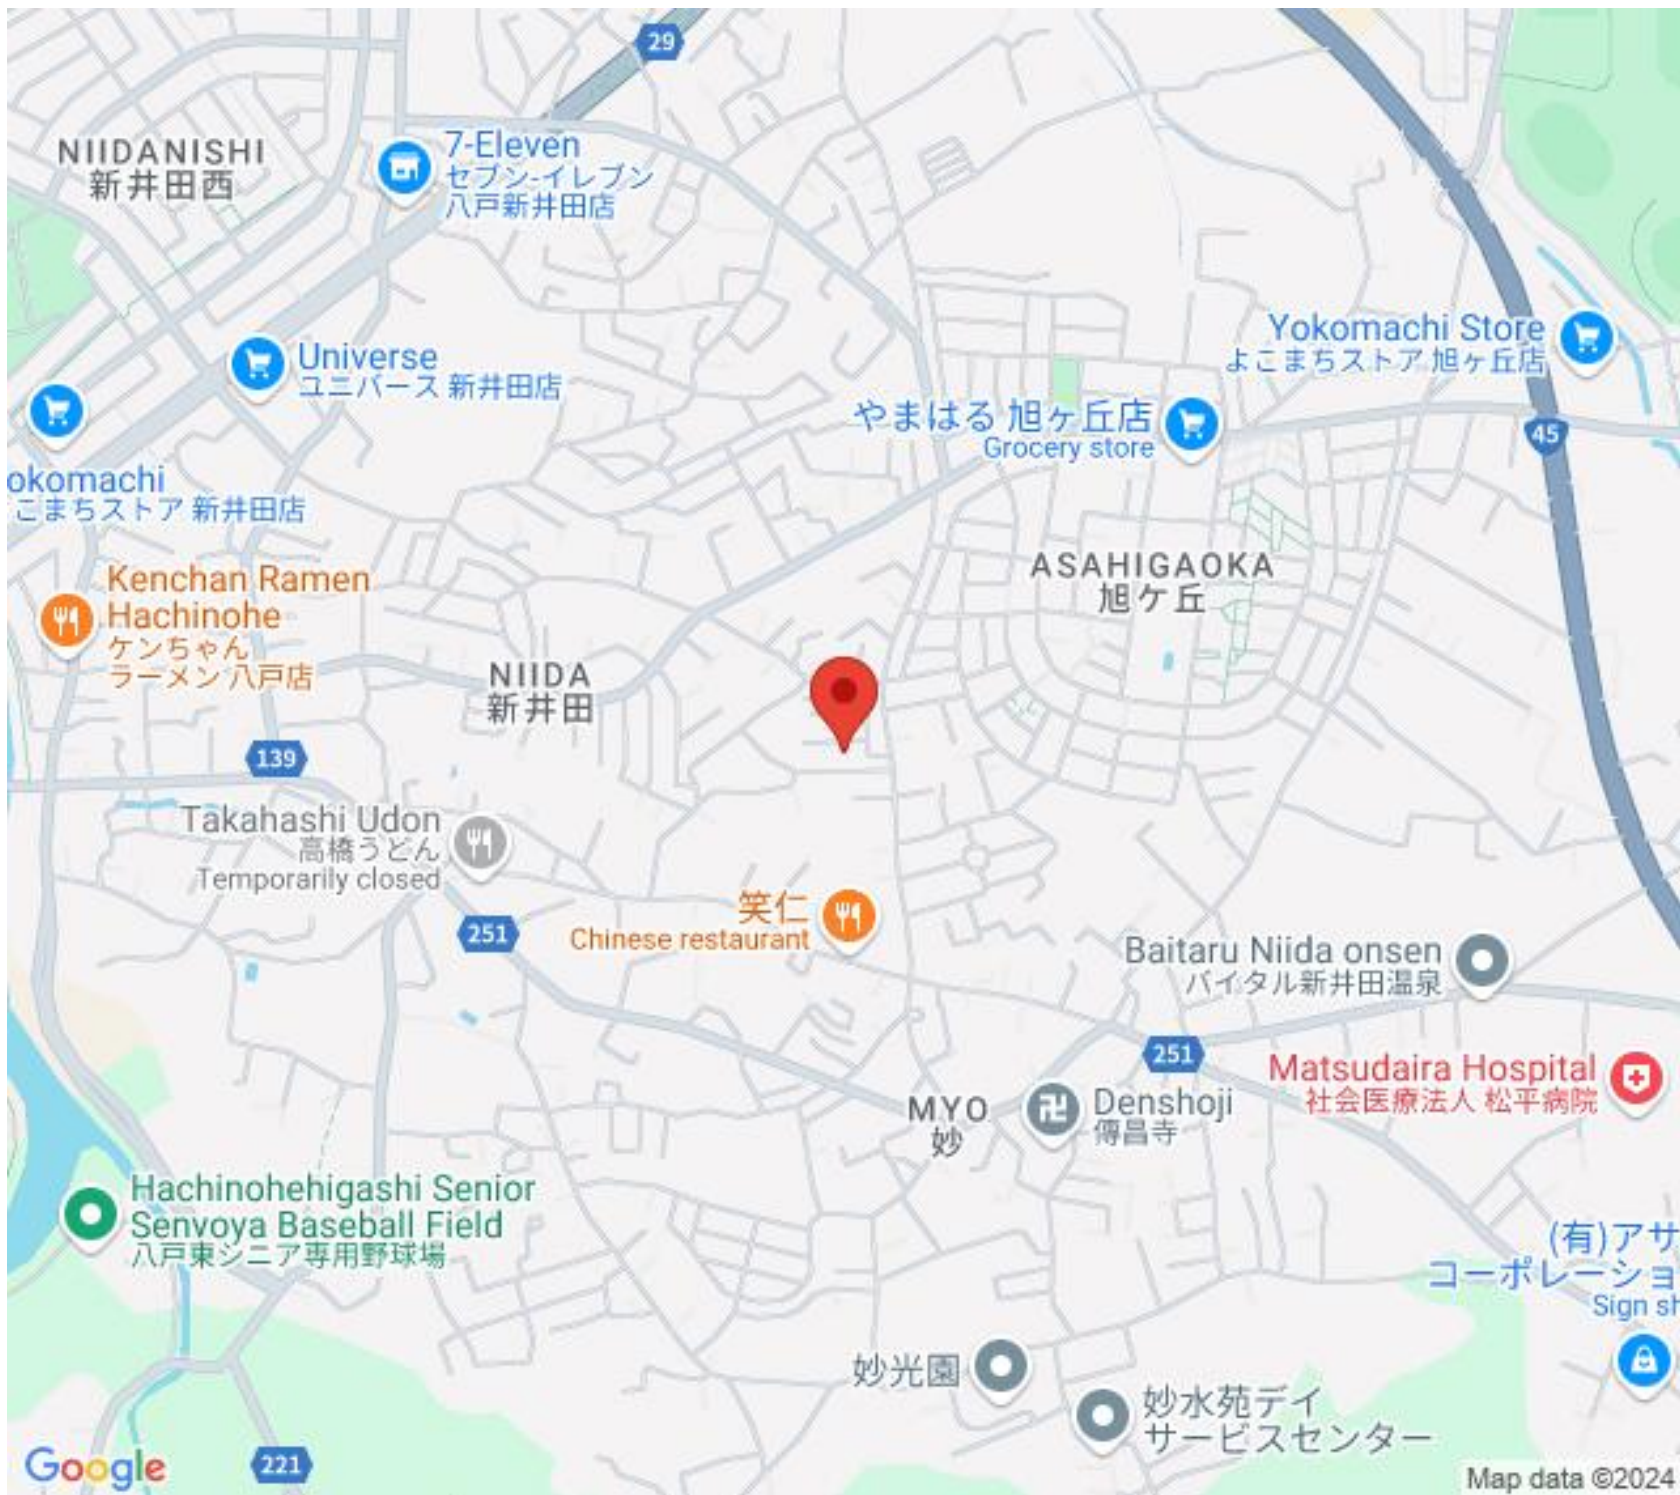 29
NIIDANISHI
新井田西
7-Eleven
セブン-イレブン
八戸新井田店
Yokomachi Store
よこまちストア 旭ヶ丘店
Universe
ユニバース 新井田店
やまはる 旭ヶ丘店
Grocery store
45
okomachi
こまちストア 新井田店
ASAHIGAOKA
旭ケ丘
Kenchan Ramen
Hachinohe
ケンちゃん
ラーメン 八戸店
NIIDA
新井田
139
Takahashi Udon
高橋うどん
Temporarily closed
笑仁
Chinese restaurant
251
Baitaru Niida onsen
バイタル新井田温泉
251
Matsudaira Hospital
社会医療法人 松平病院
MYO
妙
Denshoji
傳昌寺
Hachinohehigashi Senior
Senvoya Baseball Field
八戸東シニア専用野球場
(有)アサ
コーポレーショ
Sign sh
妙光園
妙水苑デイ
サービスセンター
221
Google
Map data ©2024